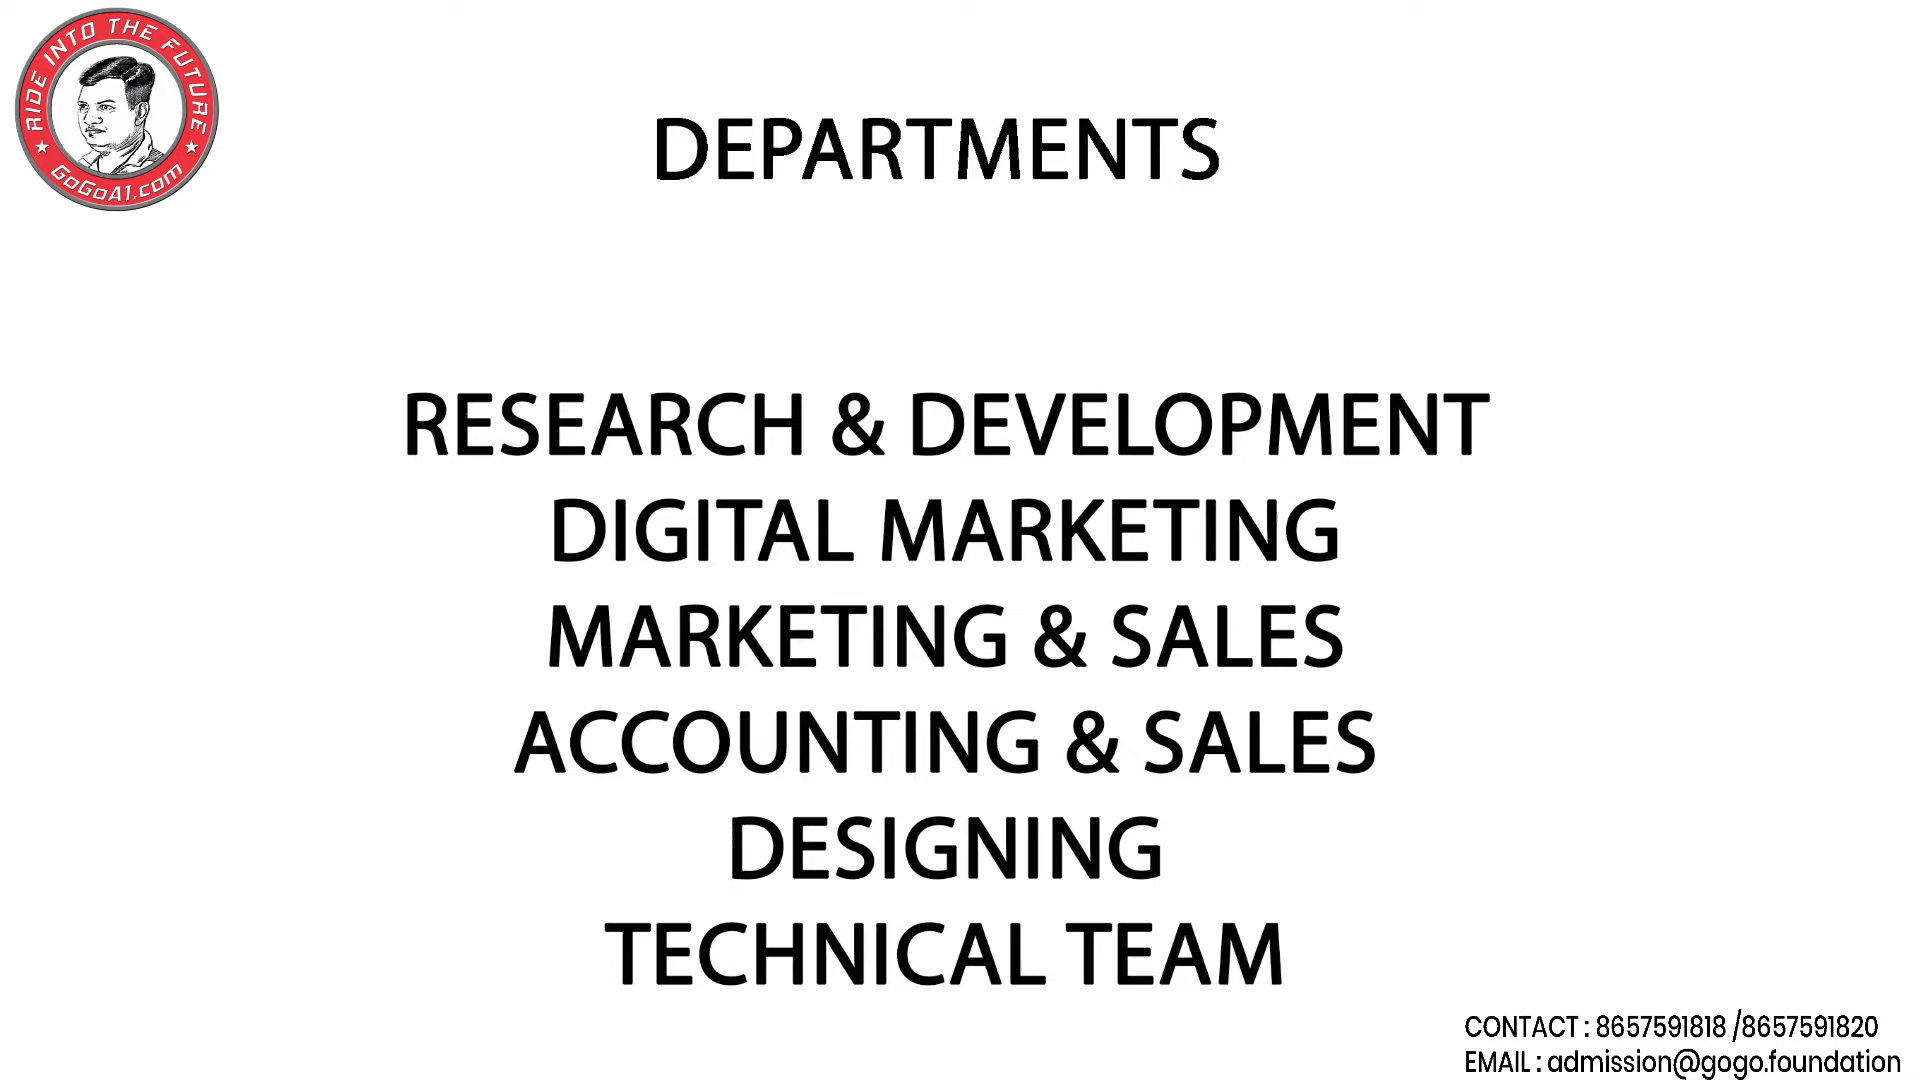 RIDE INTO THE FUTURE
GoGoA1.com
DEPARTMENTS
RESEARCH & DEVELOPMENT
DIGITAL MARKETING
MARKETING & SALES
ACCOUNTING & SALES
DESIGNING
TECHNICAL TEAM
CONTACT : 8657591818 /8657591820
EMAIL : admission@gogo.foundation